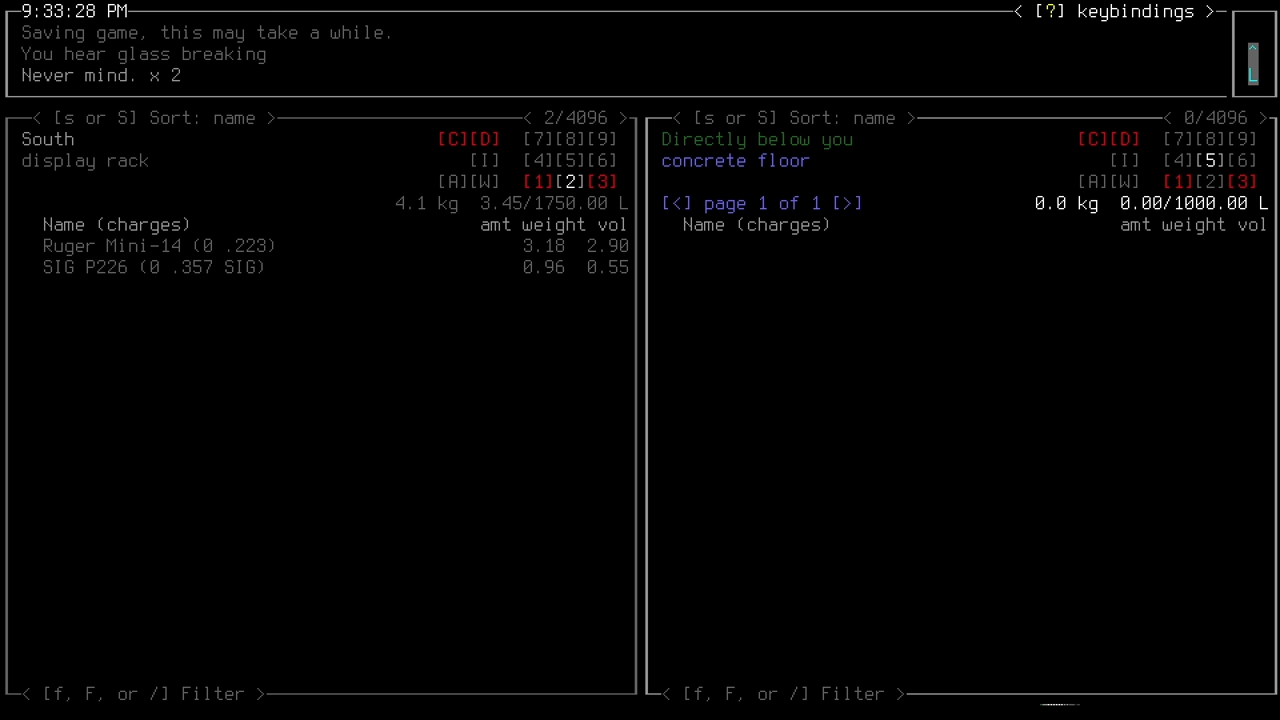 9:33:28 PM < [?] keybindings >
Saving game, this may take a while.
You hear glass breaking
Never mind. x 2
^
L
< [s or S] Sort: name > < 2/4096 >
South [C][D] [7][8][9]
display rack [I] [4][5][6]
[A][W] [1][2][3]
4.1 kg 3.45/1750.00 L
Name (charges) amt weight vol
Ruger Mini-14 (0 .223) 3.18 2.90
SIG P226 (0 .357 SIG) 0.96 0.55
< [f, F, or /] Filter >
< [s or S] Sort: name > < 0/4096 >
Directly below you [C][D] [7][8][9]
concrete floor [I] [4][5][6]
[A][W] [1][2][3]
[<] page 1 of 1 [>] 0.0 kg 0.00/1000.00 L
Name (charges) amt weight vol
< [f, F, or /] Filter >